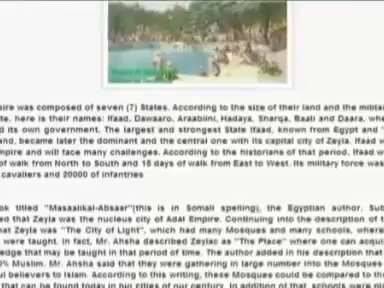 ire was composed of seven (7) States. According to the size of their land and the milita
te, here is their names: Ifaad, Dawaaro, Araabiini, Hadaya, Sharqa, Baali and Daara, whe
d its own government. The largest and strongest State Ifaad, known from Egypt and "
and, became later the dominant and the central one with its capital city of Zeyla. Ifaad w
mpire and will face many challenges. According to the historians of that period, Ifaad w
of walk from North to South and 18 days of walk from East to West. Its military force was
cavaliers and 20000 of infantries
ok titled "Masaalikal-Absaar"(this is in Somali spelling), the Egyptian author, Sub
ed that Zeyla was the nucleus city of Adal Empire. Continuing into the description of t
hat Zeyla was "The City of Light", which had many Mosques and many schools, where
were taught. In fact, Mr. Ahsha described Zeylac as "The Place" where one can acqui
edge that may be taught in that period of time. The author added in his description that
0% Muslim. Mr. Ahsha said that they were gathering in large number into the Mosques
ul believers to Islam. According to this writing, these Mosques could be compared to the
that can be found today in big cities of our century. In addition of that, schools were